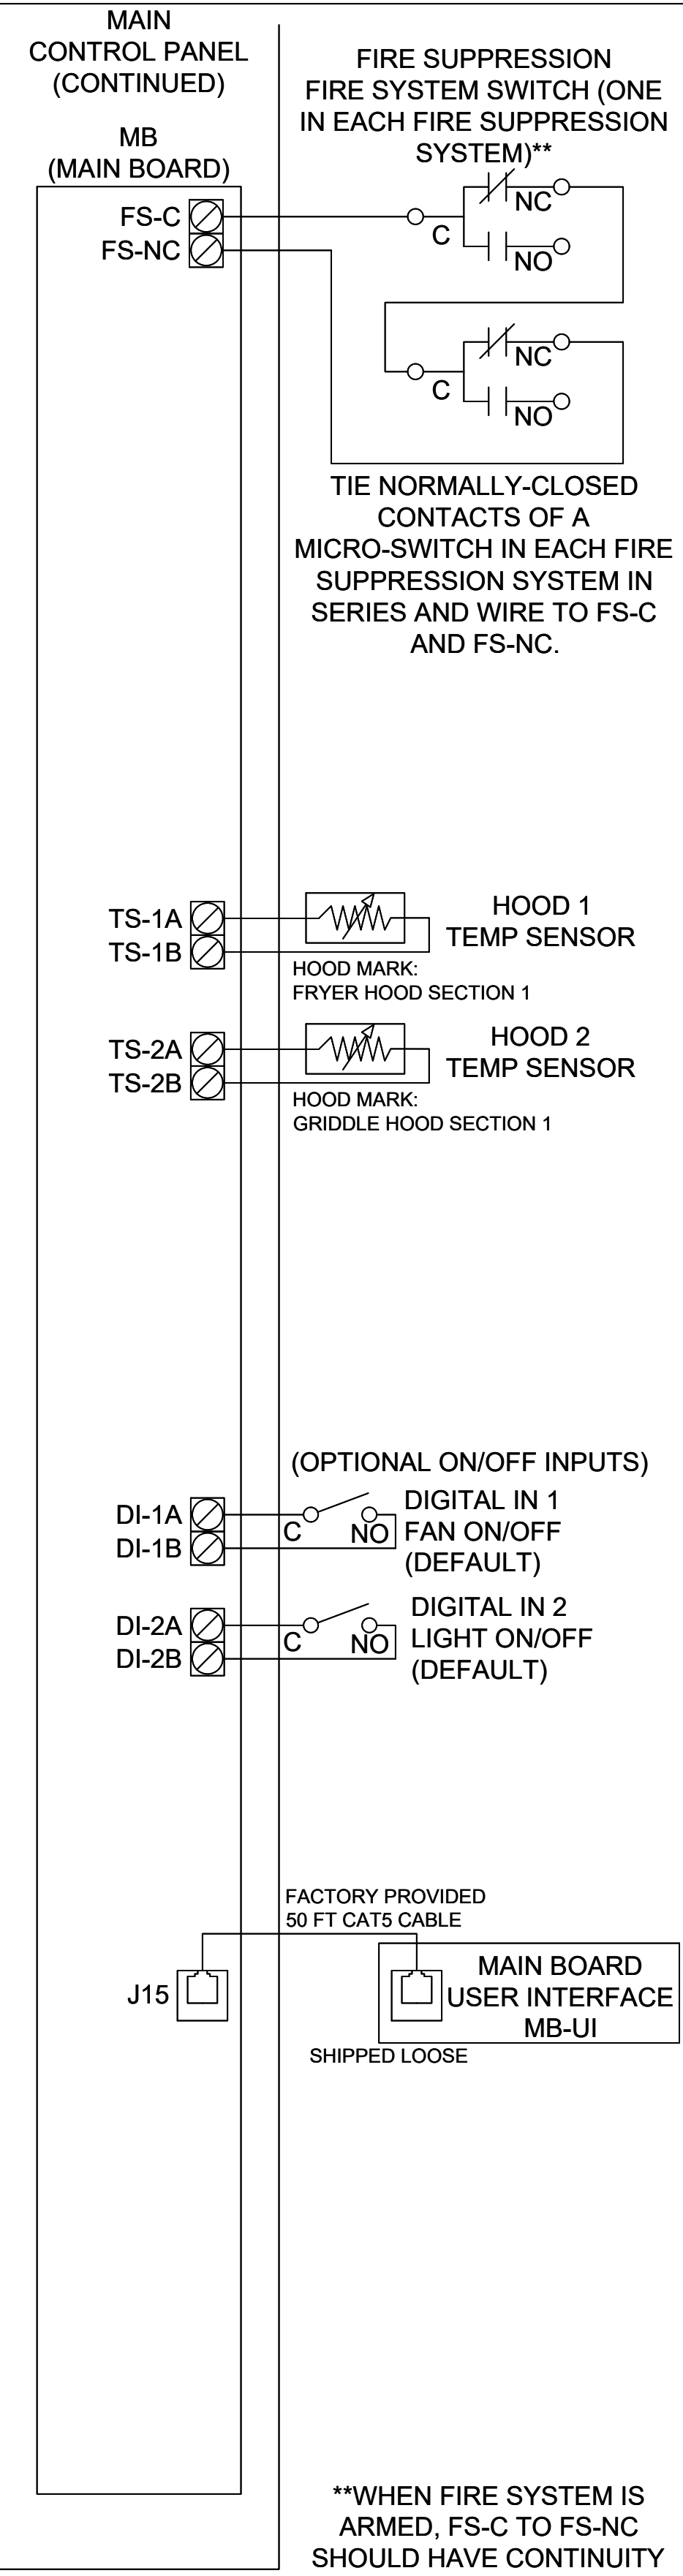 MAIN
CONTROL PANEL
(CONTINUED)
MB
(MAIN BOARD)
FIRE SUPPRESSION
FIRE SYSTEM SWITCH (ONE
IN EACH FIRE SUPPRESSION
SYSTEM)**
FS-C
FS-NC
C
NC
NO
C
NC
NO
TIE NORMALLY-CLOSED
CONTACTS OF A
MICRO-SWITCH IN EACH FIRE
SUPPRESSION SYSTEM IN
SERIES AND WIRE TO FS-C
AND FS-NC.
TS-1A
TS-1B
HOOD 1
TEMP SENSOR
HOOD MARK:
FRYER HOOD SECTION 1
TS-2A
TS-2B
HOOD 2
TEMP SENSOR
HOOD MARK:
GRIDDLE HOOD SECTION 1
(OPTIONAL ON/OFF INPUTS)
DI-1A
DI-1B
C
NO
DIGITAL IN 1
FAN ON/OFF
(DEFAULT)
DI-2A
DI-2B
C
NO
DIGITAL IN 2
LIGHT ON/OFF
(DEFAULT)
FACTORY PROVIDED
50 FT CAT5 CABLE
J15
MAIN BOARD
USER INTERFACE
MB-UI
SHIPPED LOOSE
**WHEN FIRE SYSTEM IS
ARMED, FS-C TO FS-NC
SHOULD HAVE CONTINUITY